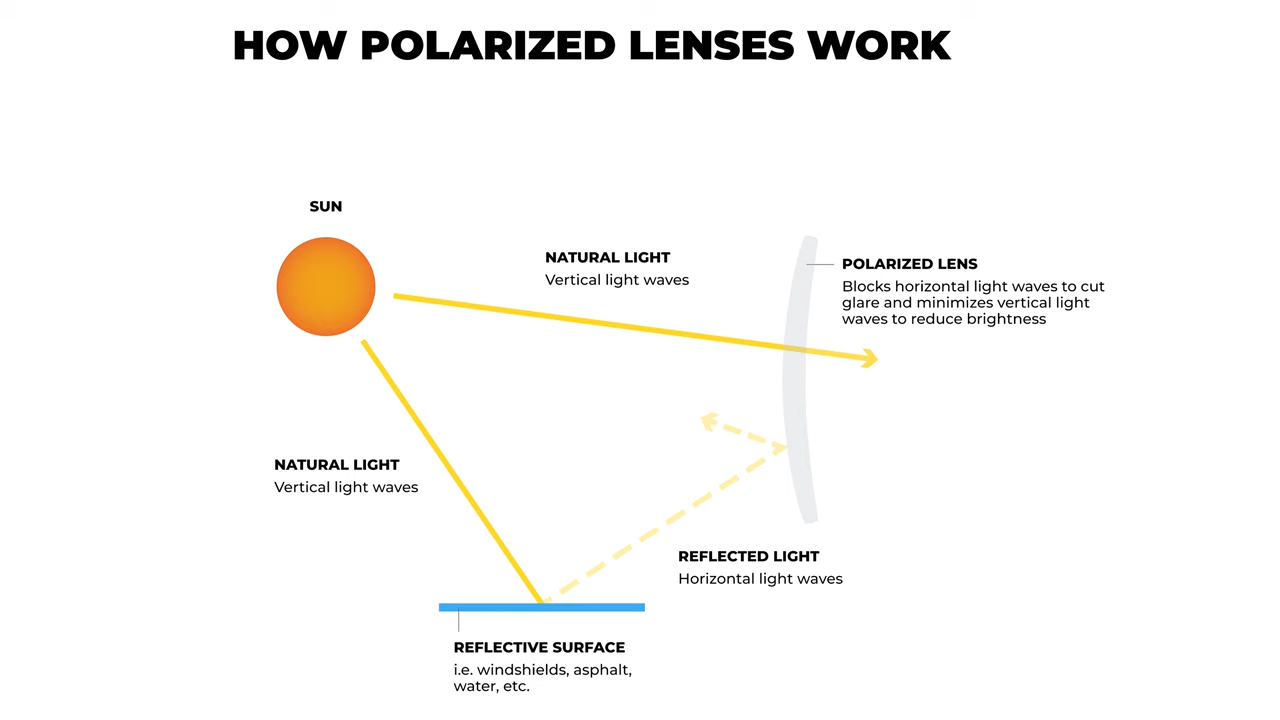 HOW POLARIZED LENSES WORK
SUN
NATURAL LIGHT
Vertical light waves
POLARIZED LENS
Blocks horizontal light waves to cut
glare and minimizes vertical light
waves to reduce brightness
NATURAL LIGHT
Vertical light waves
REFLECTED LIGHT
Horizontal light waves
REFLECTIVE SURFACE
i.e. windshields, asphalt,
water, etc.